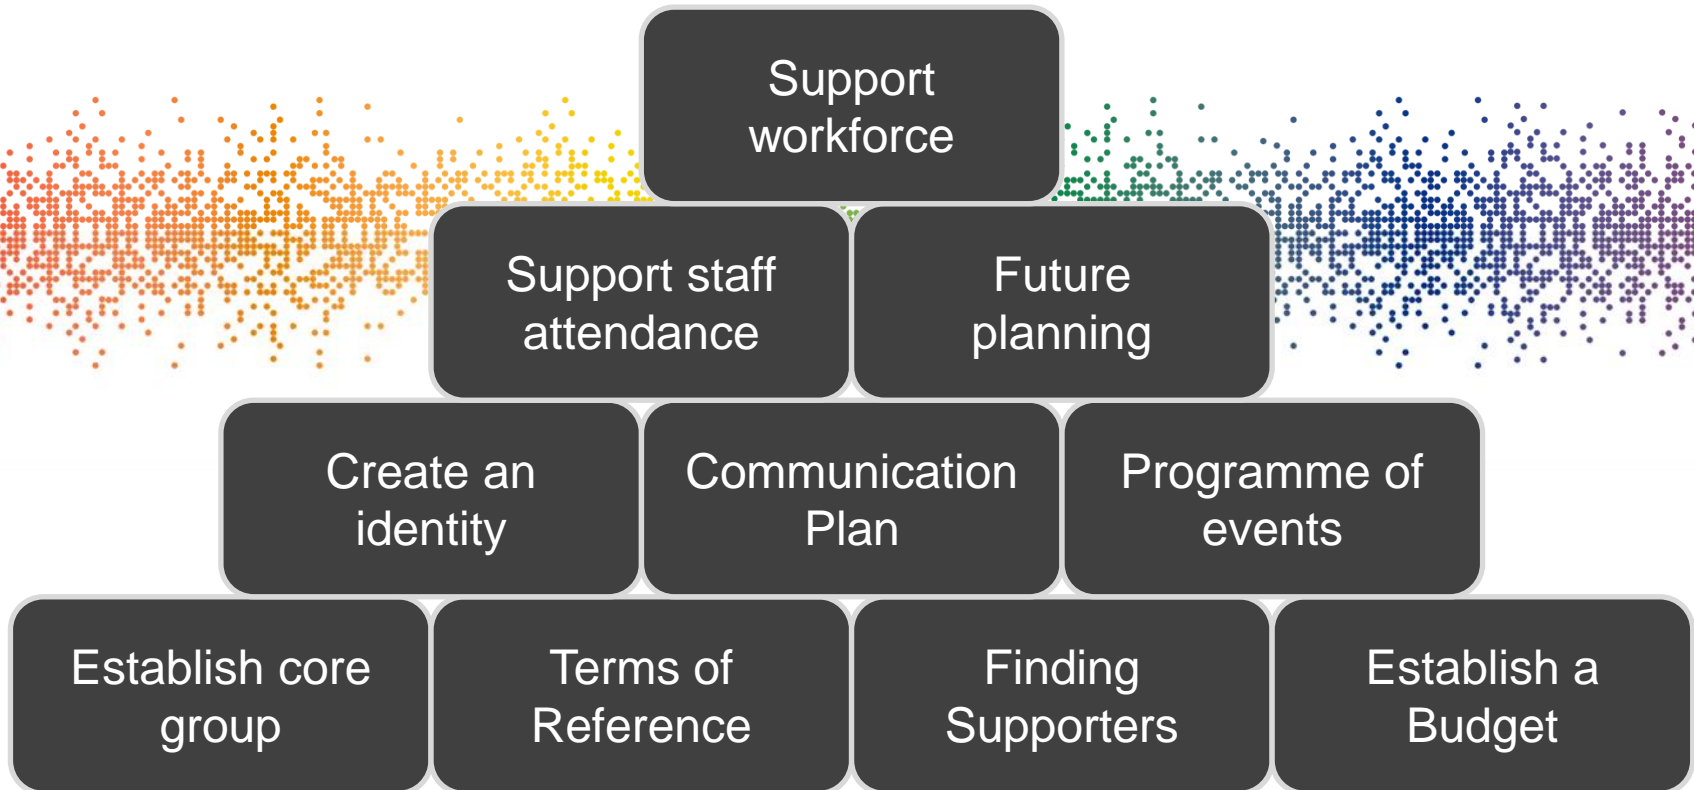 Support
workforce
Support staff
attendance
Future
planning
Create an
identity
Communication
Plan
Programme of
events
Establish core
group
Terms of
Reference
Finding
Supporters
Establish a
Budget